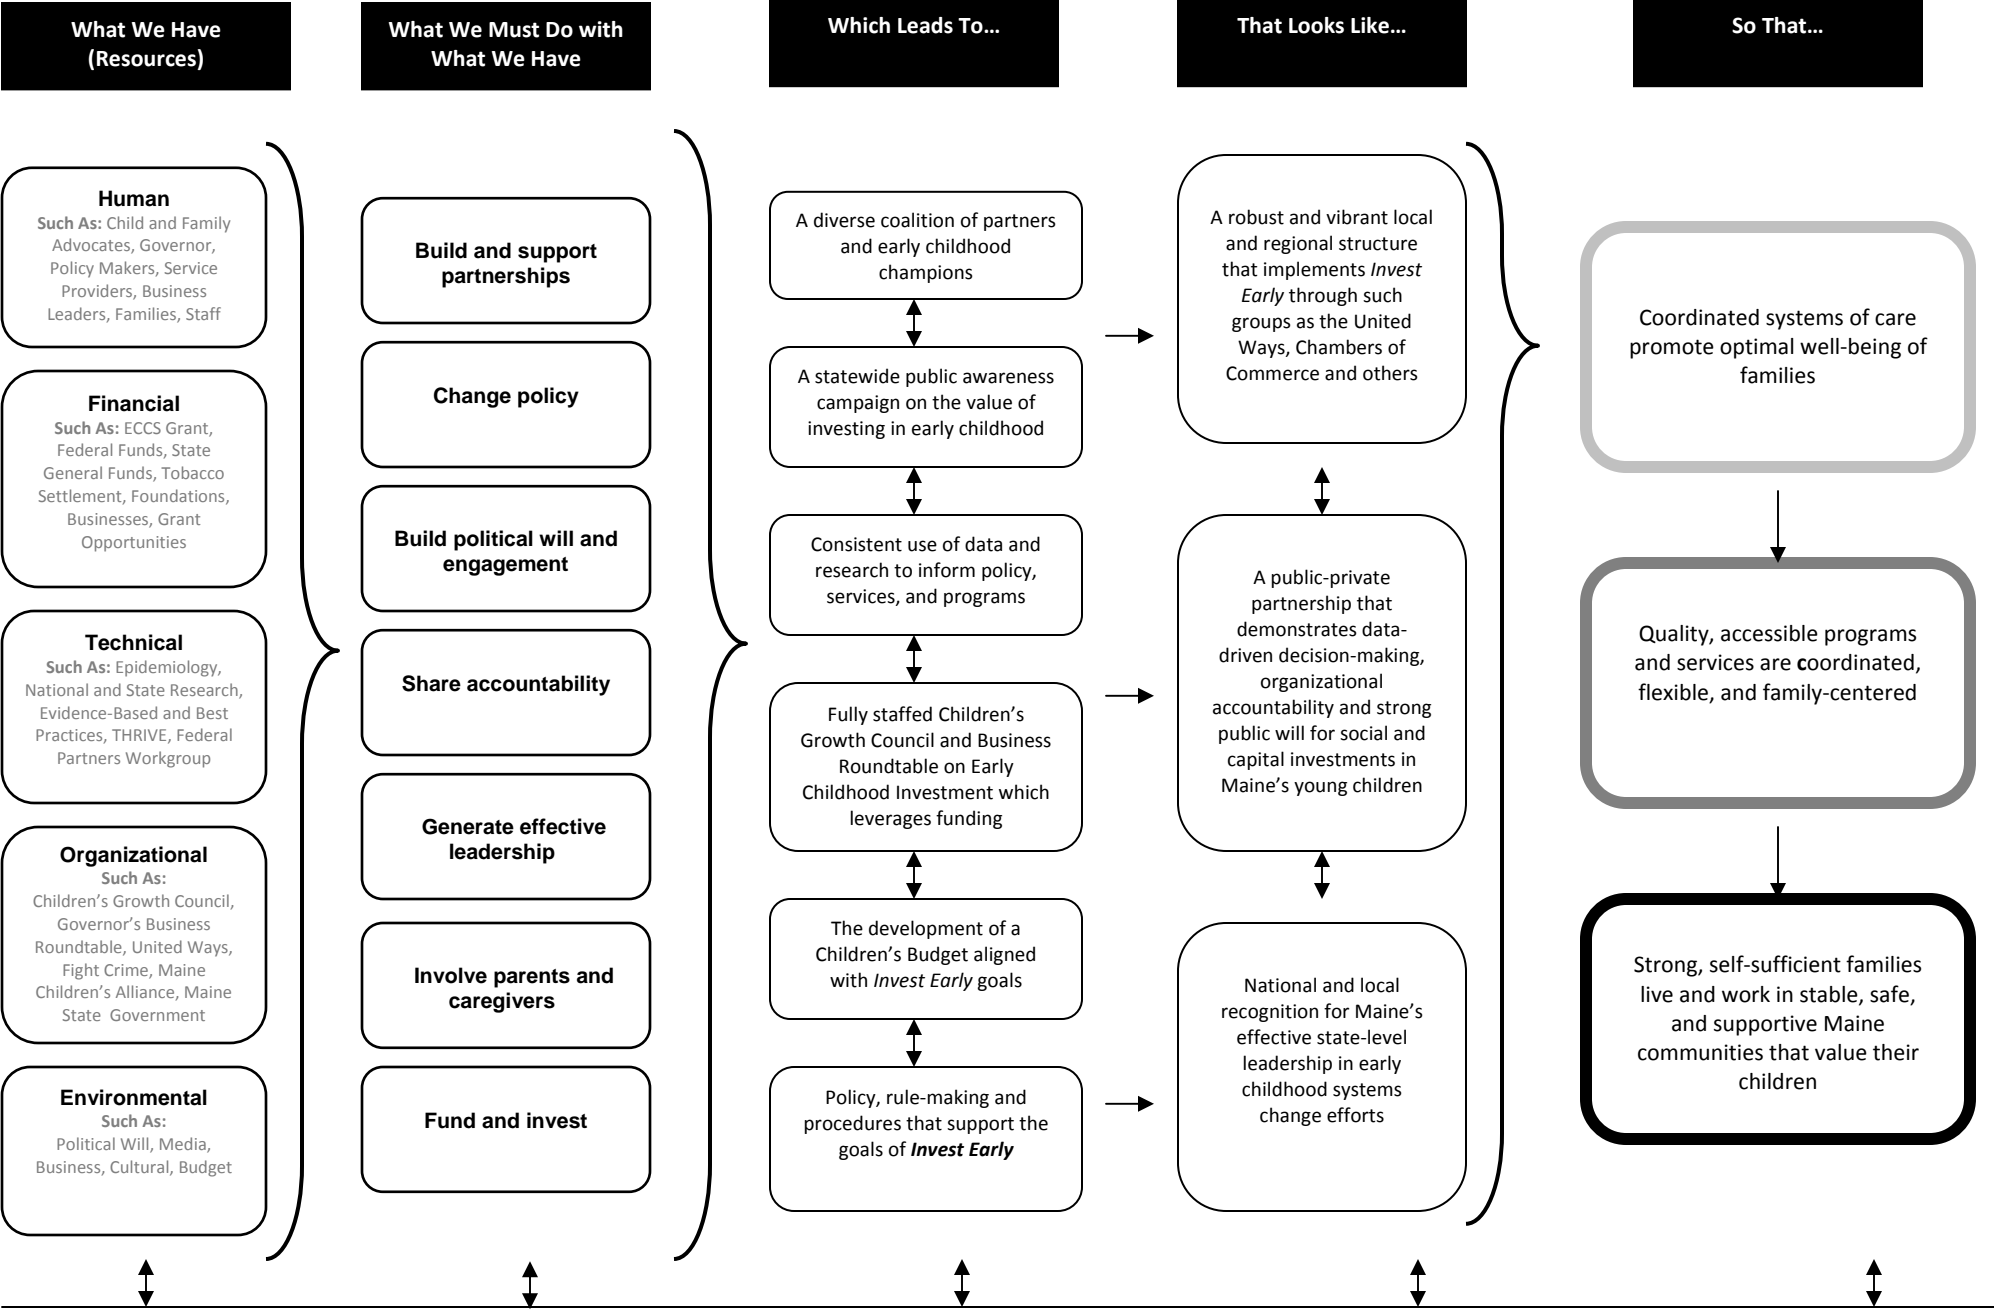 What We Have
(Resources)
What We Must Do with
What We Have
Which Leads To…
That Looks Like…
So That…
Human
Such As: Child and Family
Advocates, Governor,
Policy Makers, Service
Providers, Business
Leaders, Families, Staff
Financial
Such As: ECCS Grant,
Federal Funds, State
General Funds, Tobacco
Settlement, Foundations,
Businesses, Grant
Opportunities
Technical
Such As: Epidemiology,
National and State Research,
Evidence-Based and Best
Practices, THRIVE, Federal
Partners Workgroup
Organizational
Such As:
Children’s Growth Council,
Governor’s Business
Roundtable, United Ways,
Fight Crime, Maine
Children’s Alliance, Maine
State Government
Environmental
Such As:
Political Will, Media,
Business, Cultural, Budget
Build and support
partnerships
Change policy
Build political will and
engagement
Share accountability
Generate effective
leadership
Involve parents and
caregivers
Fund and invest
A diverse coalition of partners
and early childhood
champions
A statewide public awareness
campaign on the value of
investing in early childhood
Consistent use of data and
research to inform policy,
services, and programs
Fully staffed Children’s
Growth Council and Business
Roundtable on Early
Childhood Investment which
leverages funding
The development of a
Children’s Budget aligned
with Invest Early goals
Policy, rule-making and
procedures that support the
goals of Invest Early
A robust and vibrant local
and regional structure
that implements Invest
Early through such
groups as the United
Ways, Chambers of
Commerce and others
A public-private
partnership that
demonstrates data-
driven decision-making,
organizational
accountability and strong
public will for social and
capital investments in
Maine’s young children
National and local
recognition for Maine’s
effective state-level
leadership in early
childhood systems
change efforts
Coordinated systems of care
promote optimal well-being of
families
Quality, accessible programs
and services are coordinated,
flexible, and family-centered
Strong, self-sufficient families
live and work in stable, safe,
and supportive Maine
communities that value their
children